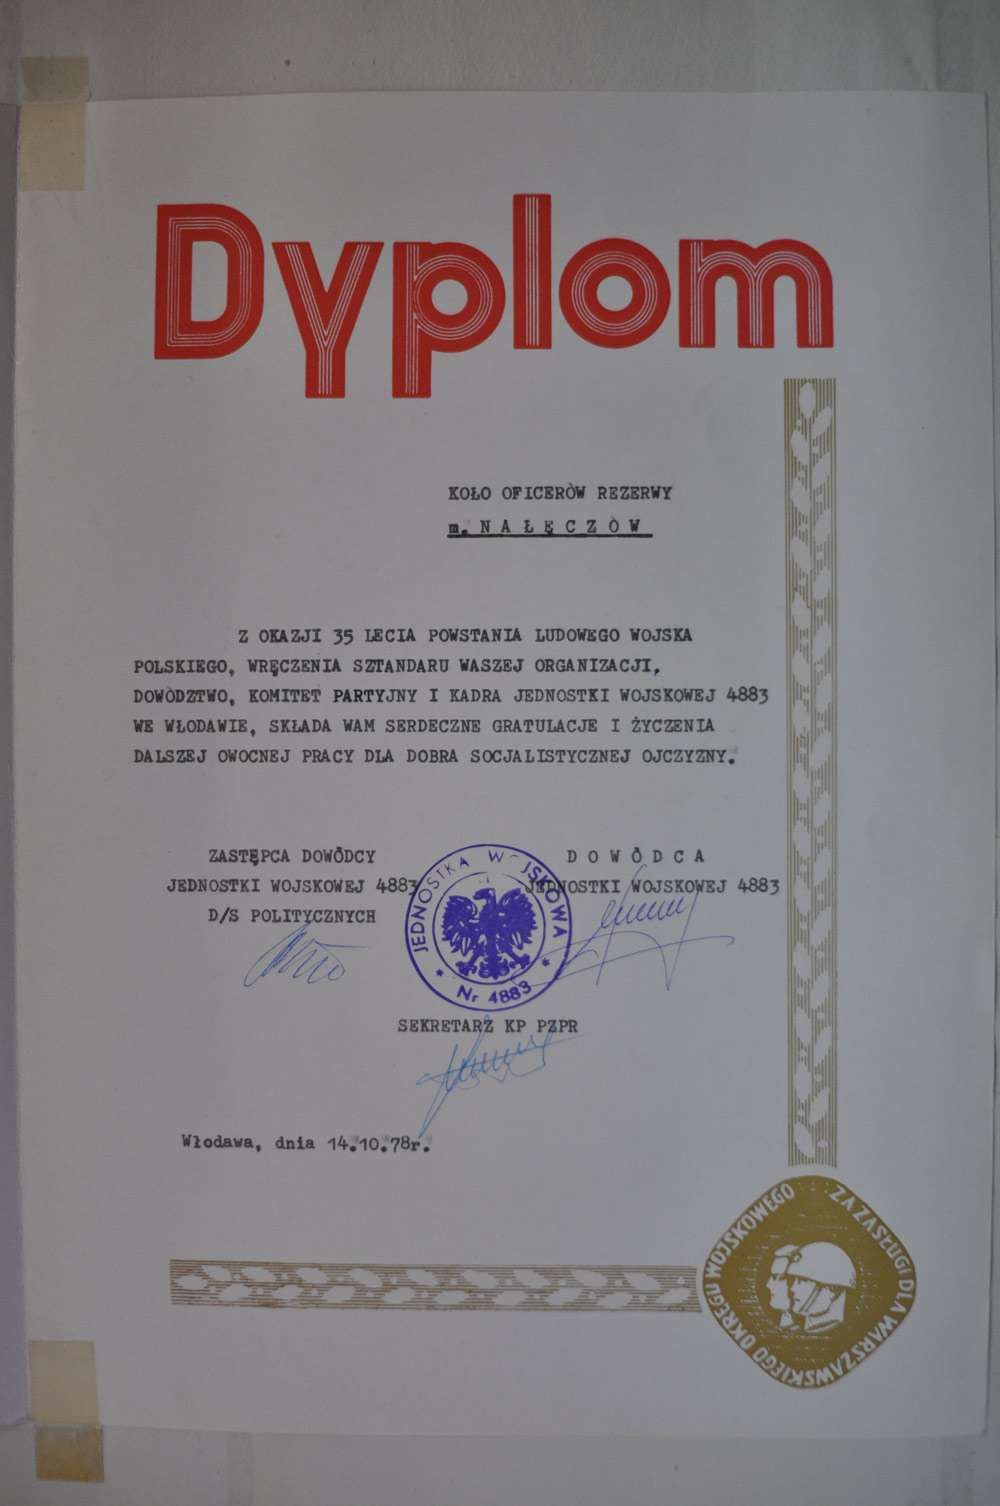 Dyplom
KOŁO OFICERÓW REZERWY
m. N A Ł Ę C Z Ó W
Z OKAZJI 35 LECIA POWSTANIA LUDOWEGO WOJSKA
POLSKIEGO, WRĘCZENIA SZTANDARU WASZEJ ORGANIZACJI,
DOWÓDZTWO, KOMITET PARTYJNY I KADRA JEDNOSTKI WOJSKOWEJ 4883
WE WŁODAWIE, SKŁADA WAM SERDECZNE GRATULACJE I ŻYCZENIA
DALSZEJ OWOCNEJ PRACY DLA DOBRA SOCJALISTYCZNEJ OJCZYZNY.
ZASTĘPCA DOWÓDCY
JEDNOSTKI WOJSKOWEJ 4883
D/S POLITYCZNYCH
D O W Ó D C A
JEDNOSTKI WOJSKOWEJ 4883
JEDNOSTKA WOJSKOWA
* Nr 4883 *
SEKRETARZ KP PZPR
Włodawa, dnia 14.10.78r.
ZA ZASŁUGI DLA WARSZAWSKIEGO OKRĘGU WOJSKOWEGO